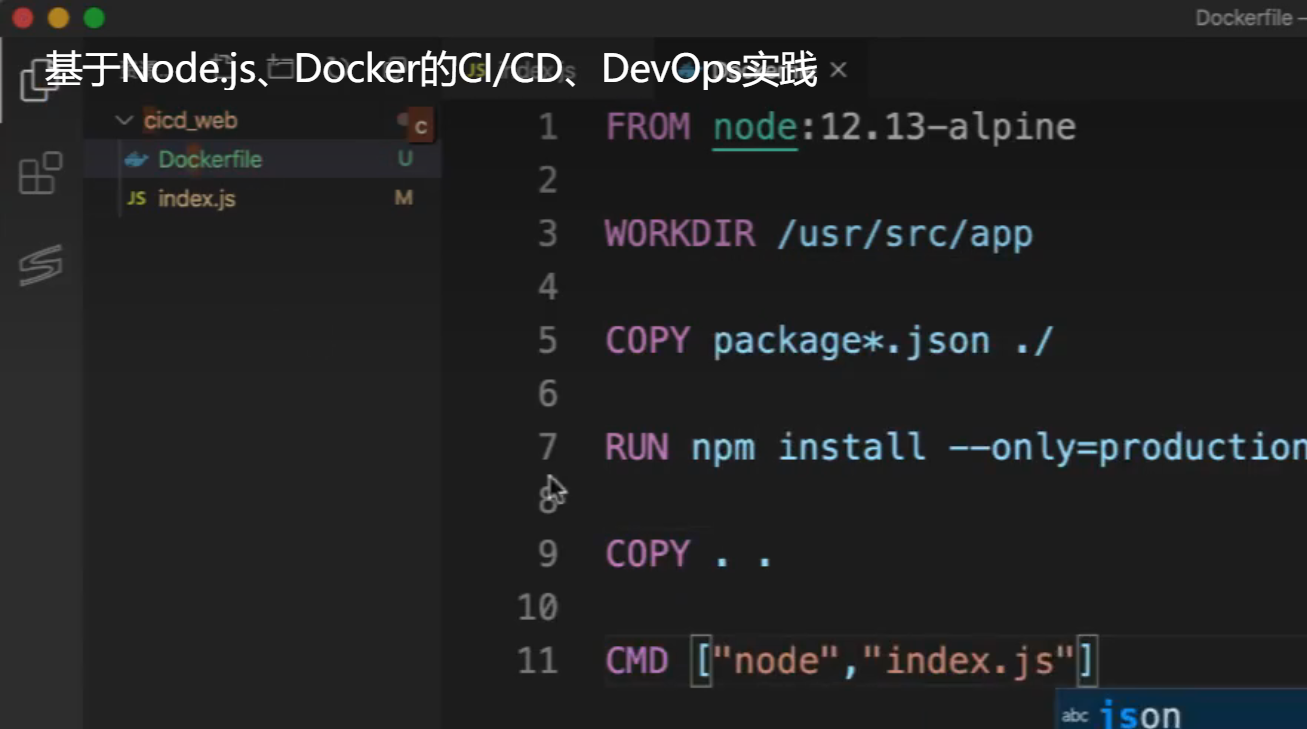 Dockerfile —
基于Node.js、Docker的CI/CD、DevOps实践
cicd_web
c
Dockerfile U
JS index.js M
1 FROM node:12.13-alpine
2
3 WORKDIR /usr/src/app
4
5 COPY package*.json ./
6
7 RUN npm install --only=production
8
9 COPY . .
10
11 CMD ["node","index.js"]
abc json